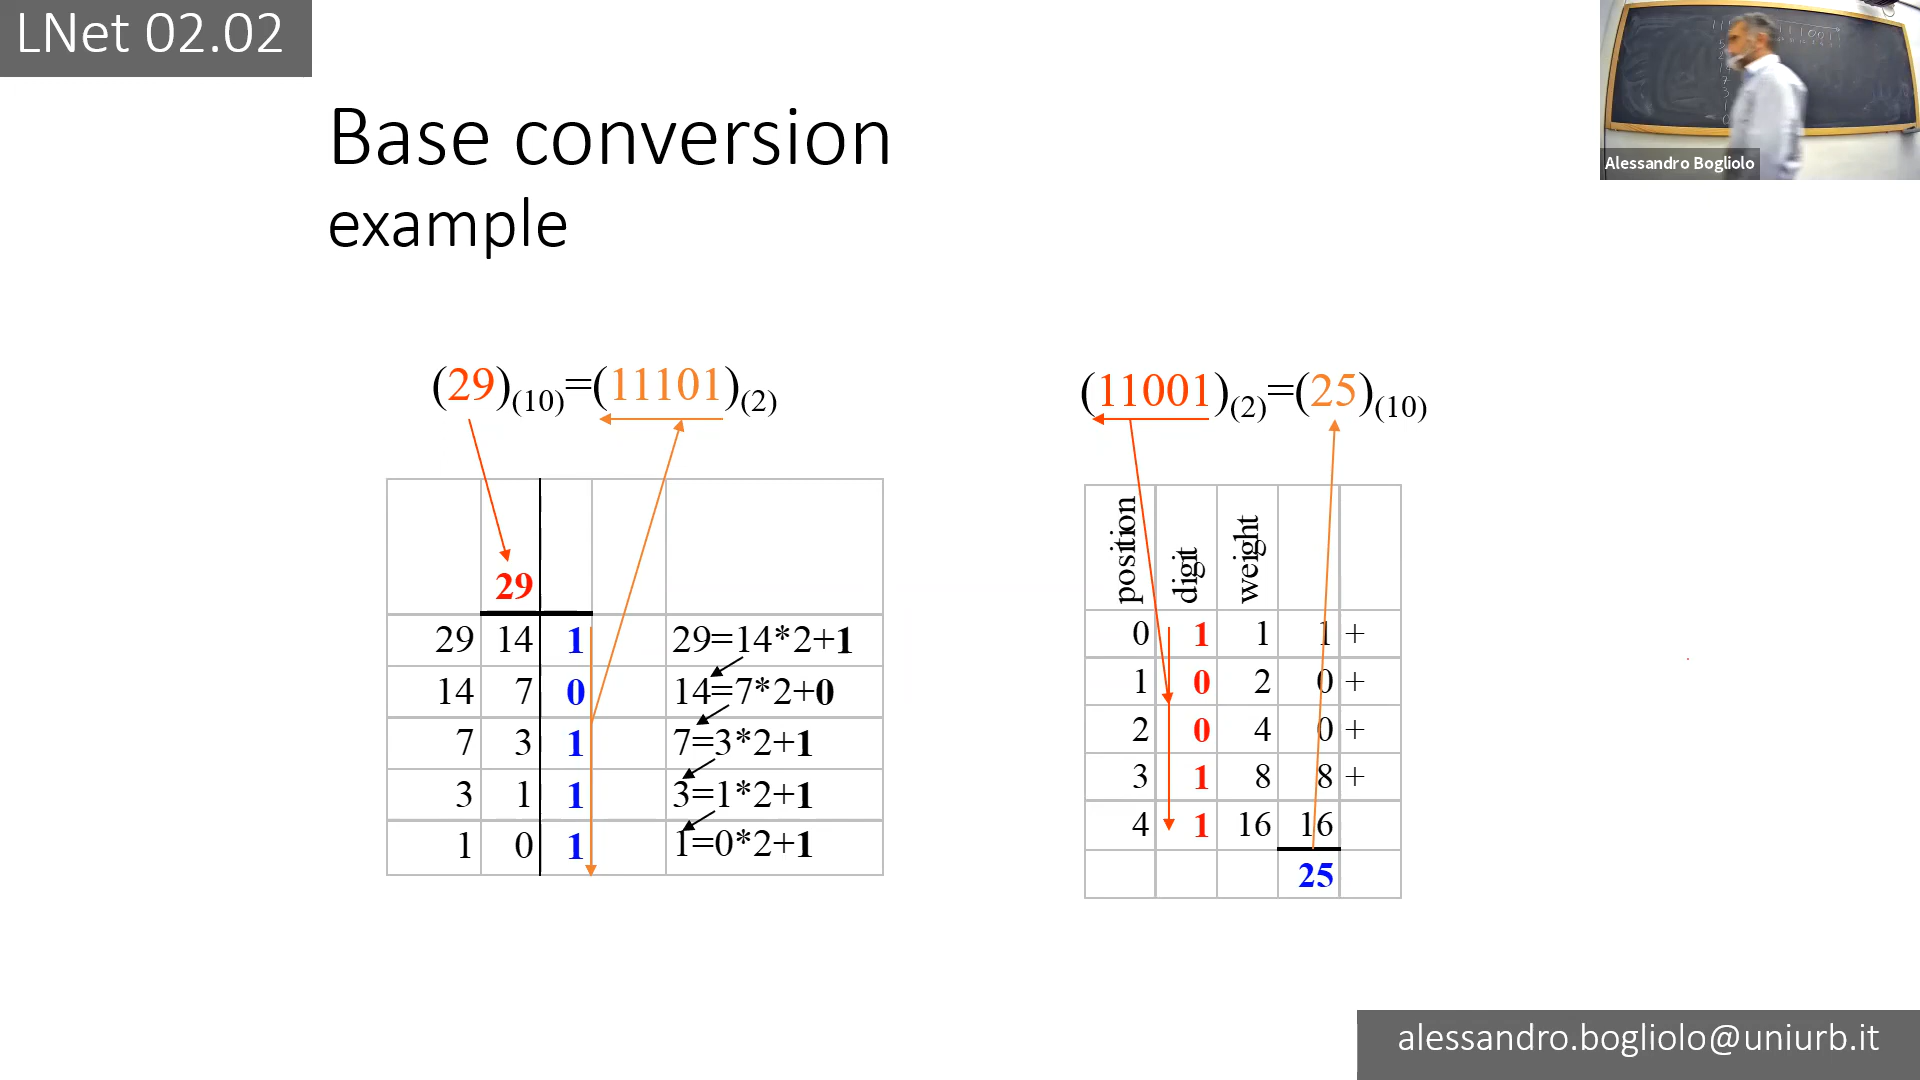 LNet 02.02
Alessandro Bogliolo
Base conversion
example
(29)(10)=(11101)(2)
29
29 14 1 29=14*2+1
14 7 0 14=7*2+0
7 3 1 7=3*2+1
3 1 1 3=1*2+1
1 0 1 1=0*2+1
(11001)(2)=(25)(10)
position digit weight
0 1 1 1 +
1 0 2 0 +
2 0 4 0 +
3 1 8 8 +
4 1 16 16
25
alessandro.bogliolo@uniurb.it